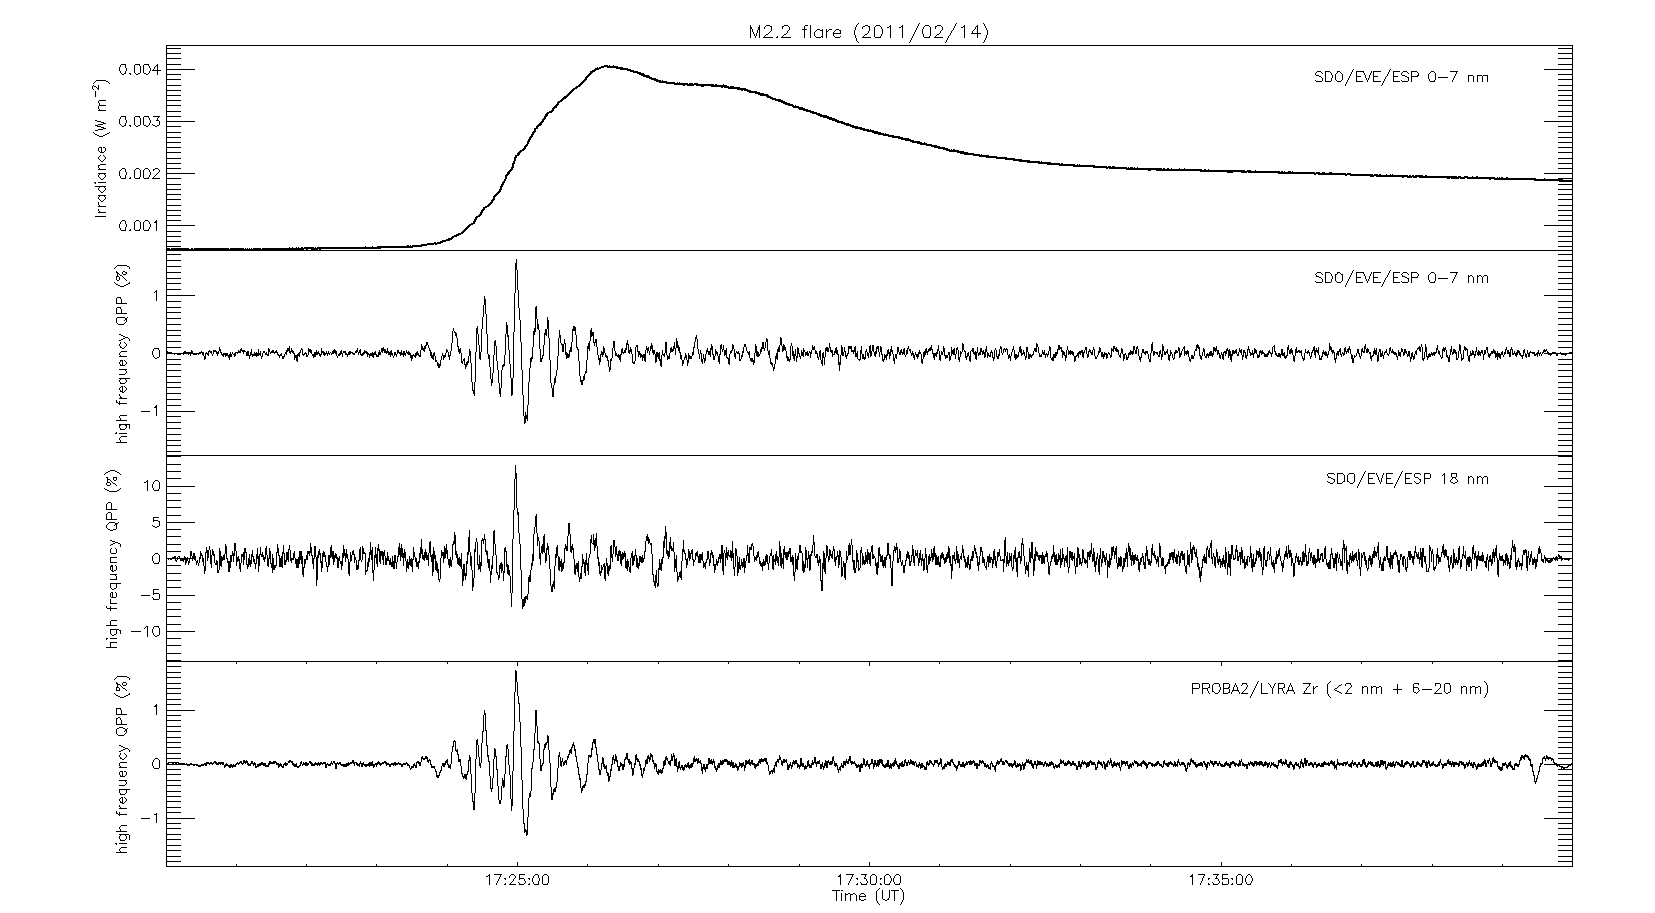 M2.2 flare (2011/02/14)
SDO/EVE/ESP 0-7 nm
Irradiance (W m⁻²)
0.004
0.003
0.002
0.001
SDO/EVE/ESP 0-7 nm
high frequency QPP (%)
1
0
-1
SDO/EVE/ESP 18 nm
high frequency QPP (%)
10
5
0
-5
-10
PROBA2/LYRA Zr (<2 nm + 6-20 nm)
high frequency QPP (%)
1
0
-1
17:25:00 17:30:00 17:35:00
Time (UT)